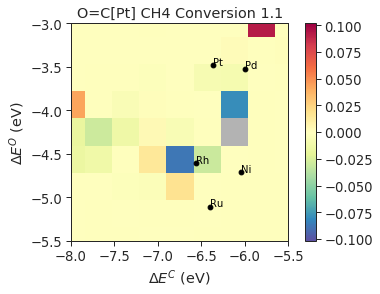 O=C[Pt] CH4 Conversion 1.1
−3.0
−3.5
−4.0
−4.5
−5.0
−5.5
ΔE^O (eV)
Pt
Pd
Rh
Ni
Ru
−8.0 −7.5 −7.0 −6.5 −6.0 −5.5
ΔE^C (eV)
0.100
0.075
0.050
0.025
0.000
−0.025
−0.050
−0.075
−0.100